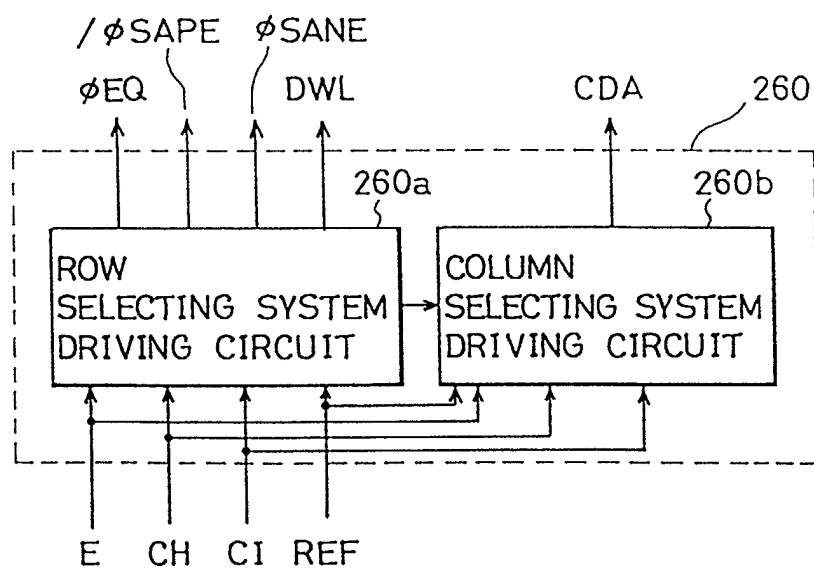 /φSAPE φSANE
φEQ DWL CDA 260
260a 260b
ROW
SELECTING SYSTEM
DRIVING CIRCUIT
COLUMN
SELECTING SYSTEM
DRIVING CIRCUIT
E CH CI REF